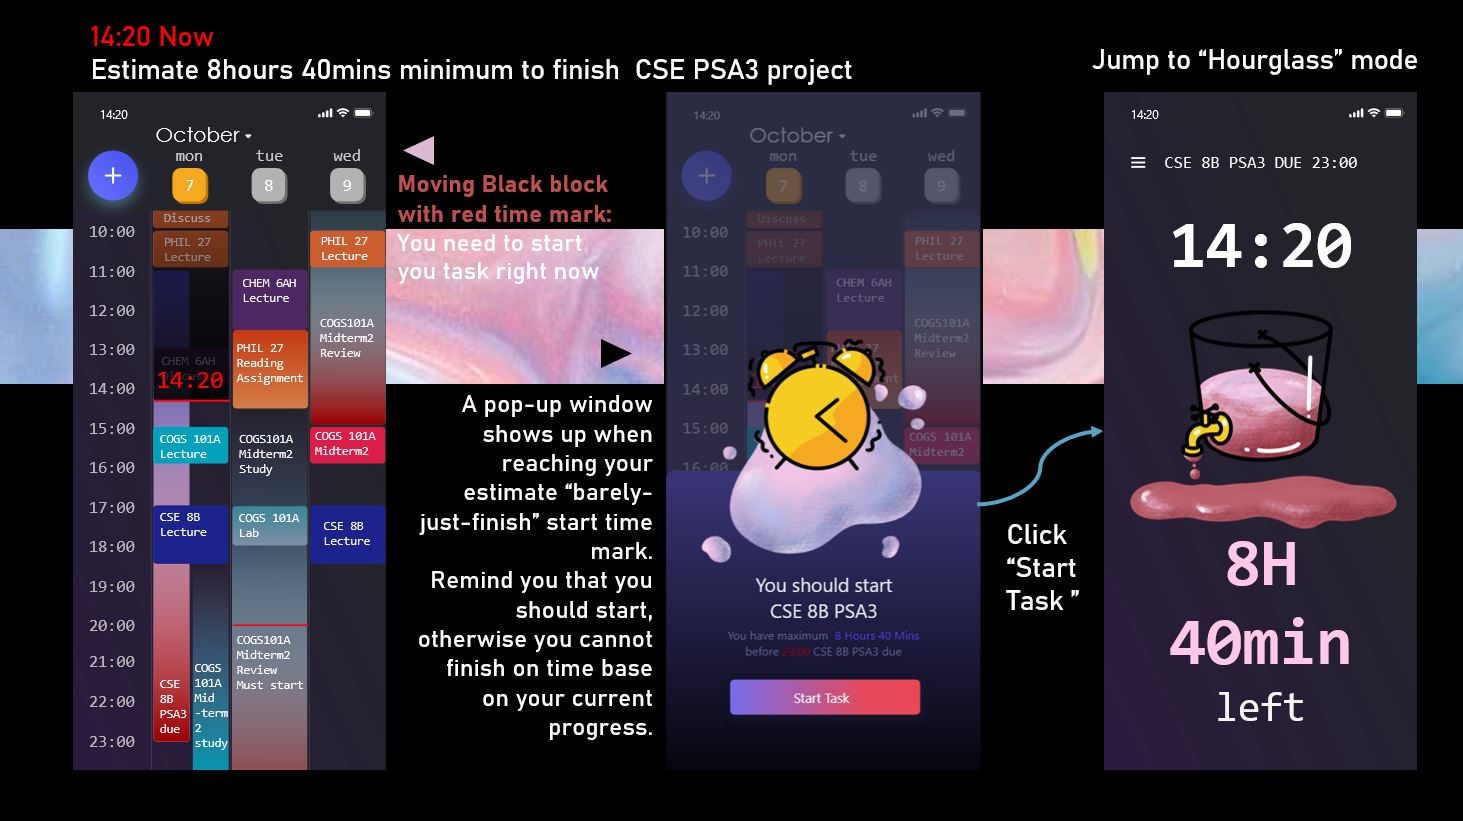 14:20 Now
Estimate 8hours 40mins minimum to finish CSE PSA3 project
Jump to “Hourglass” mode
14:20
October
mon
tue
wed
7
8
9
Discuss
10:00
11:00
12:00
13:00
14:00
15:00
16:00
17:00
18:00
19:00
20:00
21:00
22:00
23:00
PHIL 27
Lecture
CHEM 6AH
14:20
COGS 101A
Lecture
CSE 8B
Lecture
CSE
8B
PSA3
due
COGS
101A
Mid
-term
2
study
CHEM 6AH
Lecture
PHIL 27
Reading
Assignment
COGS101A
Midterm2
Study
COGS 101A
Lab
COGS101A
Midterm2
Review
Must start
PHIL 27
Lecture
COGS101A
Midterm2
Review
COGS 101A
Midterm2
CSE 8B
Lecture
Moving Black block
with red time mark:
You need to start
you task right now
A pop-up window
shows up when
reaching your
estimate “barely-
just-finish” start time
mark.
Remind you that you
should start,
otherwise you cannot
finish on time base
on your current
progress.
14:20
October
mon
tue
wed
7
8
9
Discuss
10:00
11:00
12:00
13:00
14:00
15:00
16:00
PHIL 27
Lecture
CHEM 6AH
Lecture
PHIL 27
Lecture
COGS101A
Midterm2
Review
COGS 101A
Midterm2
You should start
CSE 8B PSA3
You have maximum 8 Hours 40 Mins
before 23:00 CSE 8B PSA3 due
Start Task
Click
“Start
Task ”
14:20
CSE 8B PSA3 DUE 23:00
14:20
8H
40min
left